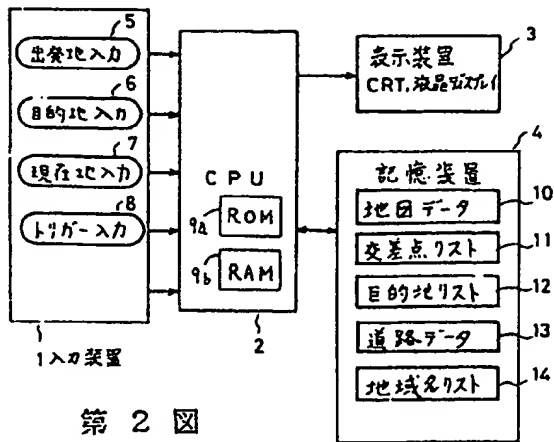 5
出発地入力
6
目的地入力
7
現在地入力
8
トリガー入力
1入力装置
CPU
9a ROM
9b RAM
2
3
表示装置
CRT.液晶ディスプレイ
4
記憶装置
地図データ 10
交差点リスト 11
目的地リスト 12
道路データ 13
地域名リスト 14
第2図